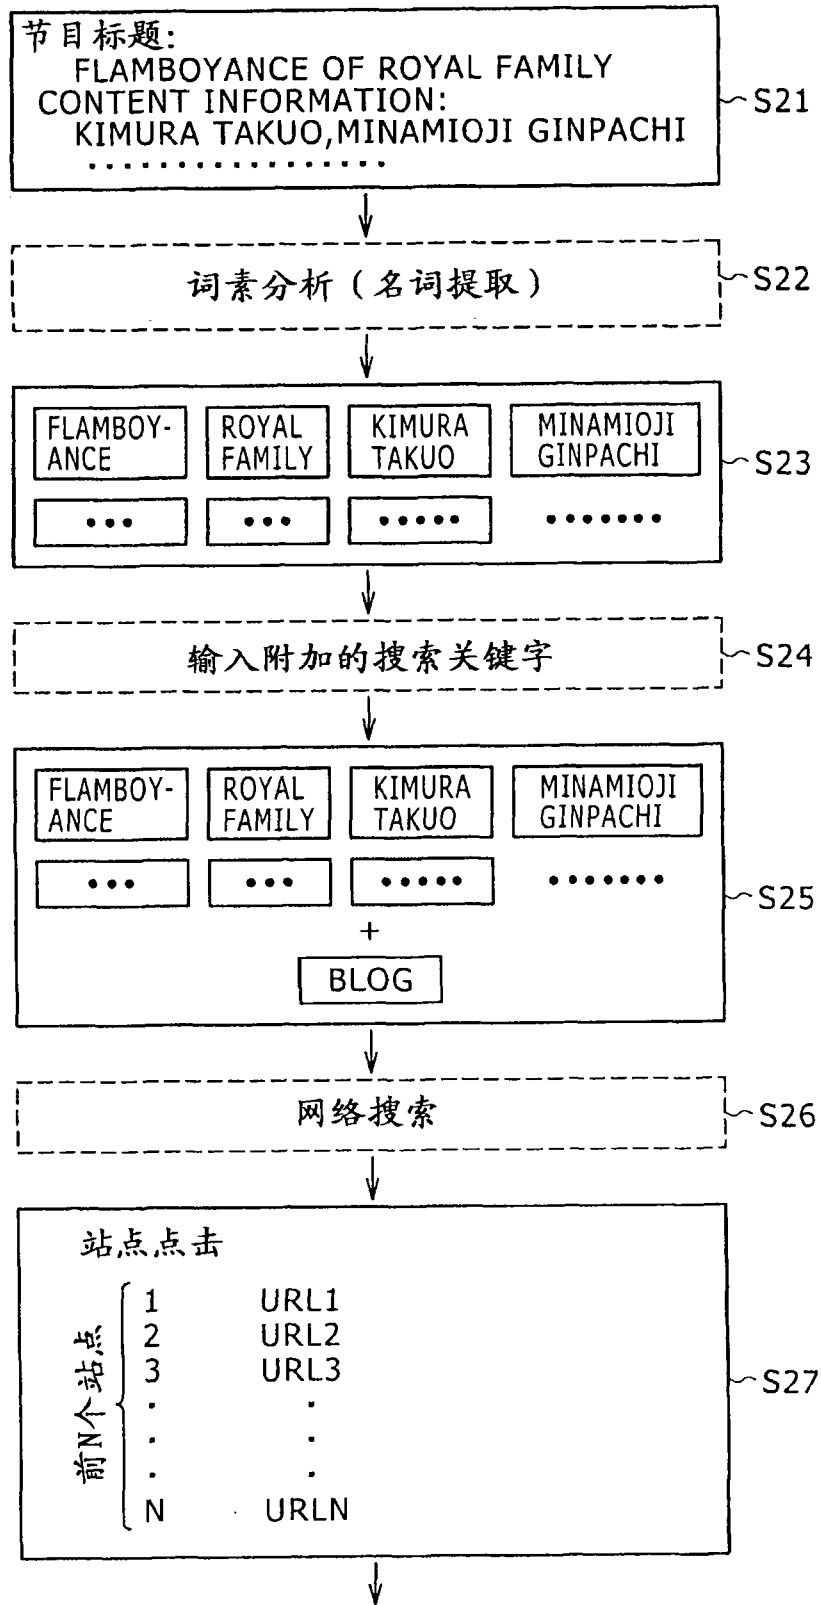 节目标题:
FLAMBOYANCE OF ROYAL FAMILY
CONTENT INFORMATION:
KIMURA TAKUO,MINAMIOJI GINPACHI
.................
S21
词素分析(名词提取)
S22
FLAMBOY-
ANCE
ROYAL
FAMILY
KIMURA
TAKUO
MINAMIOJI
GINPACHI
••• ••• ••••• •••••••
S23
输入附加的搜索关键字
S24
FLAMBOY-
ANCE
ROYAL
FAMILY
KIMURA
TAKUO
MINAMIOJI
GINPACHI
••• ••• ••••• •••••••
+
BLOG
S25
网络搜索
S26
站点点击
前N个站点
1 URL1
2 URL2
3 URL3
. .
. .
. .
N URLN
S27